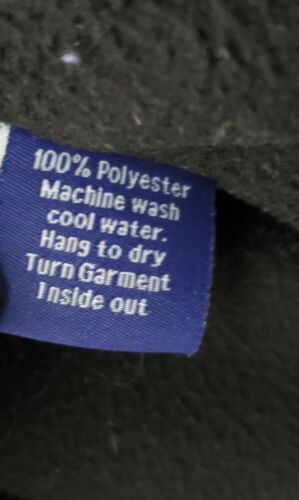 100% Polyester
Machine wash
cool water.
Hang to dry
Turn Garment
Inside out